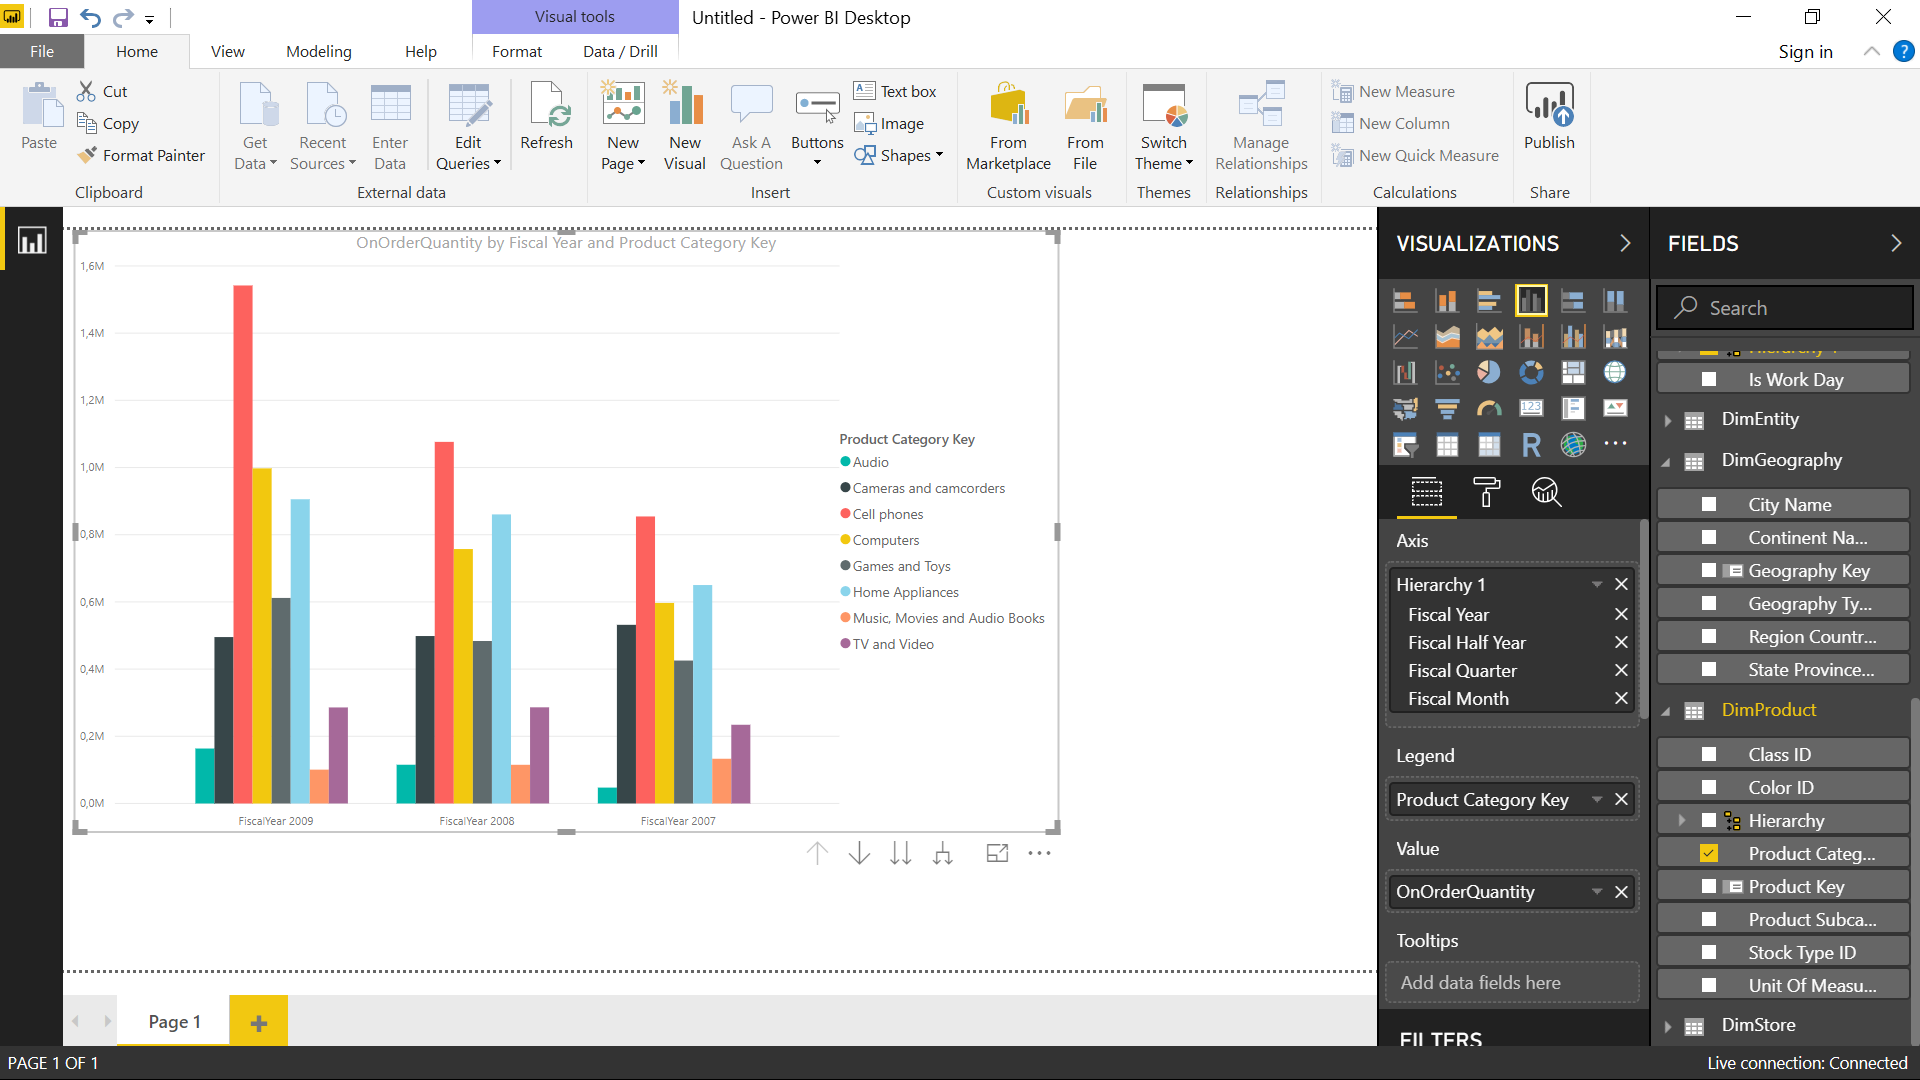 Visual tools
Untitled - Power BI Desktop
File
Home
View
Modeling
Help
Format
Data / Drill
Sign in
?
Paste
Cut
Copy
Format Painter
Clipboard
Get Data
Recent Sources
Enter Data
Edit Queries
External data
Refresh
New Page
New Visual
Ask A Question
Buttons
Text box
Image
Shapes
Insert
From Marketplace
From File
Custom visuals
Switch Theme
Themes
Manage Relationships
Relationships
New Measure
New Column
New Quick Measure
Calculations
Publish
Share
OnOrderQuantity by Fiscal Year and Product Category Key
1,6M
1,4M
1,2M
1,0M
0,8M
0,6M
0,4M
0,2M
0,0M
FiscalYear 2009
FiscalYear 2008
FiscalYear 2007
Product Category Key
Audio
Cameras and camcorders
Cell phones
Computers
Games and Toys
Home Appliances
Music, Movies and Audio Books
TV and Video
VISUALIZATIONS
123
R
Axis
Hierarchy 1
Fiscal Year
Fiscal Half Year
Fiscal Quarter
Fiscal Month
Legend
Product Category Key
Value
OnOrderQuantity
Tooltips
Add data fields here
FILTERS
FIELDS
Search
Is Work Day
DimEntity
DimGeography
City Name
Continent Na...
Geography Key
Geography Ty...
Region Countr...
State Province...
DimProduct
Class ID
Color ID
Hierarchy
Product Categ...
Product Key
Product Subca...
Stock Type ID
Unit Of Measu...
DimStore
Page 1
PAGE 1 OF 1
Live connection: Connected